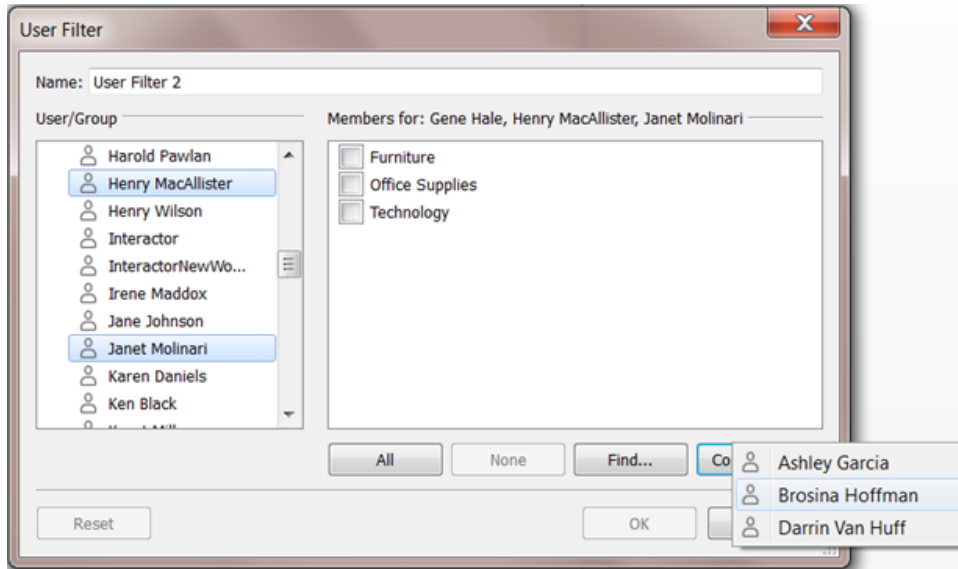 User Filter
Name: User Filter 2
User/Group
Members for: Gene Hale, Henry MacAllister, Janet Molinari
Harold Pawlan
Henry MacAllister
Henry Wilson
Interactor
InteractorNewWo...
Irene Maddox
Jane Johnson
Janet Molinari
Karen Daniels
Ken Black
Furniture
Office Supplies
Technology
All
None
Find...
Co
Ashley Garcia
Brosina Hoffman
Darrin Van Huff
Reset
OK